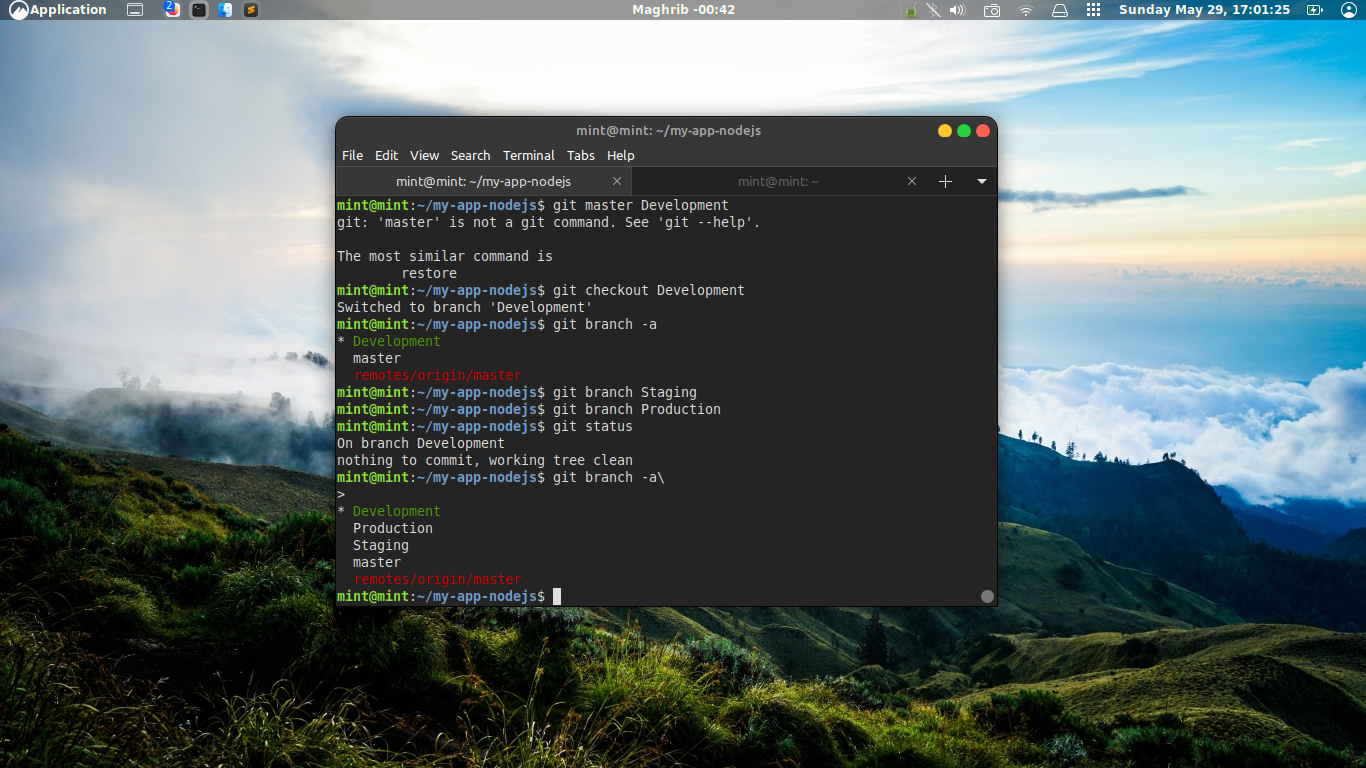 Application
2
Maghrib -00:42
Sunday May 29, 17:01:25
mint@mint: ~/my-app-nodejs
File Edit View Search Terminal Tabs Help
mint@mint: ~/my-app-nodejs × mint@mint: ~ ×
mint@mint:~/my-app-nodejs$ git master Development
git: 'master' is not a git command. See 'git --help'.
The most similar command is
restore
mint@mint:~/my-app-nodejs$ git checkout Development
Switched to branch 'Development'
mint@mint:~/my-app-nodejs$ git branch -a
* Development
master
remotes/origin/master
mint@mint:~/my-app-nodejs$ git branch Staging
mint@mint:~/my-app-nodejs$ git branch Production
mint@mint:~/my-app-nodejs$ git status
On branch Development
nothing to commit, working tree clean
mint@mint:~/my-app-nodejs$ git branch -a\
>
* Development
Production
Staging
master
remotes/origin/master
mint@mint:~/my-app-nodejs$